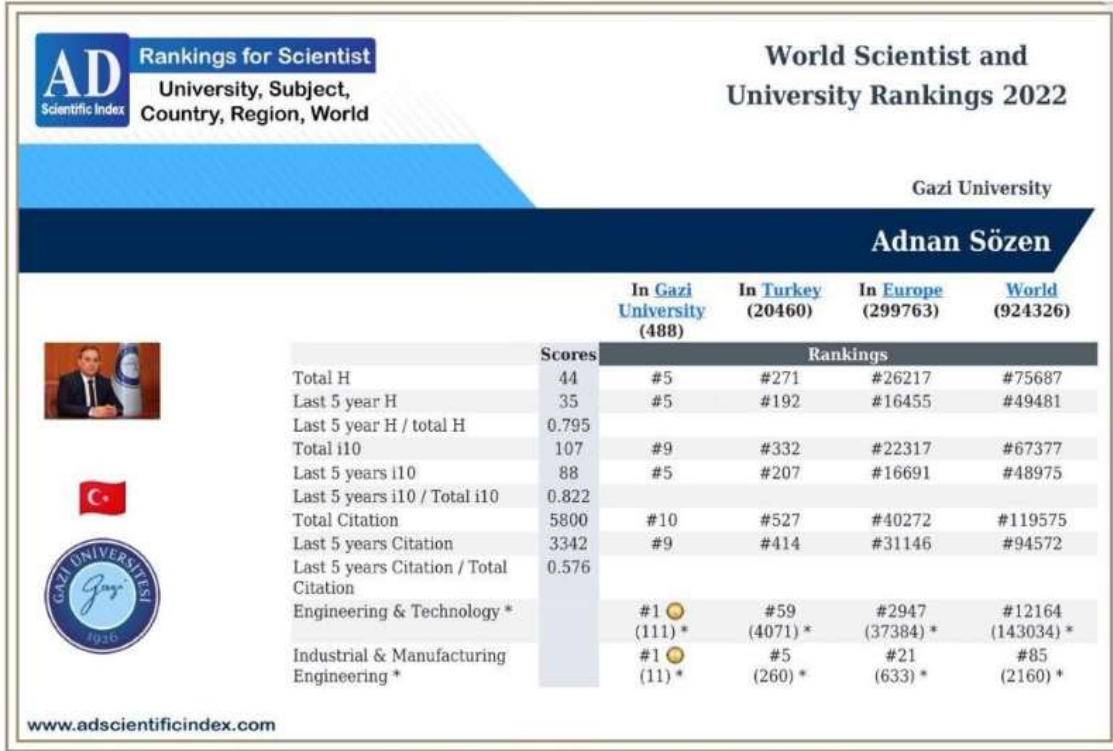 AD
Scientific Index
Rankings for Scientist
University, Subject,
Country, Region, World
World Scientist and
University Rankings 2022
Gazi University
Adnan Sözen
In Gazi University (488) In Turkey (20460) In Europe (299763) World (924326)
Scores Rankings
Total H 44 #5 #271 #26217 #75687
Last 5 year H 35 #5 #192 #16455 #49481
Last 5 year H / total H 0.795
Total i10 107 #9 #332 #22317 #67377
Last 5 years i10 88 #5 #207 #16691 #48975
Last 5 years i10 / Total i10 0.822
Total Citation 5800 #10 #527 #40272 #119575
Last 5 years Citation 3342 #9 #414 #31146 #94572
Last 5 years Citation / Total Citation 0.576
Engineering & Technology * #1 #59 #2947 #12164
(111) * (4071) * (37384) * (143034) *
Industrial & Manufacturing #1 #5 #21 #85
Engineering * (11) * (260) * (633) * (2160) *
GAZİ ÜNİVERSİTESİ
Gazi
1926
www.adscientificindex.com